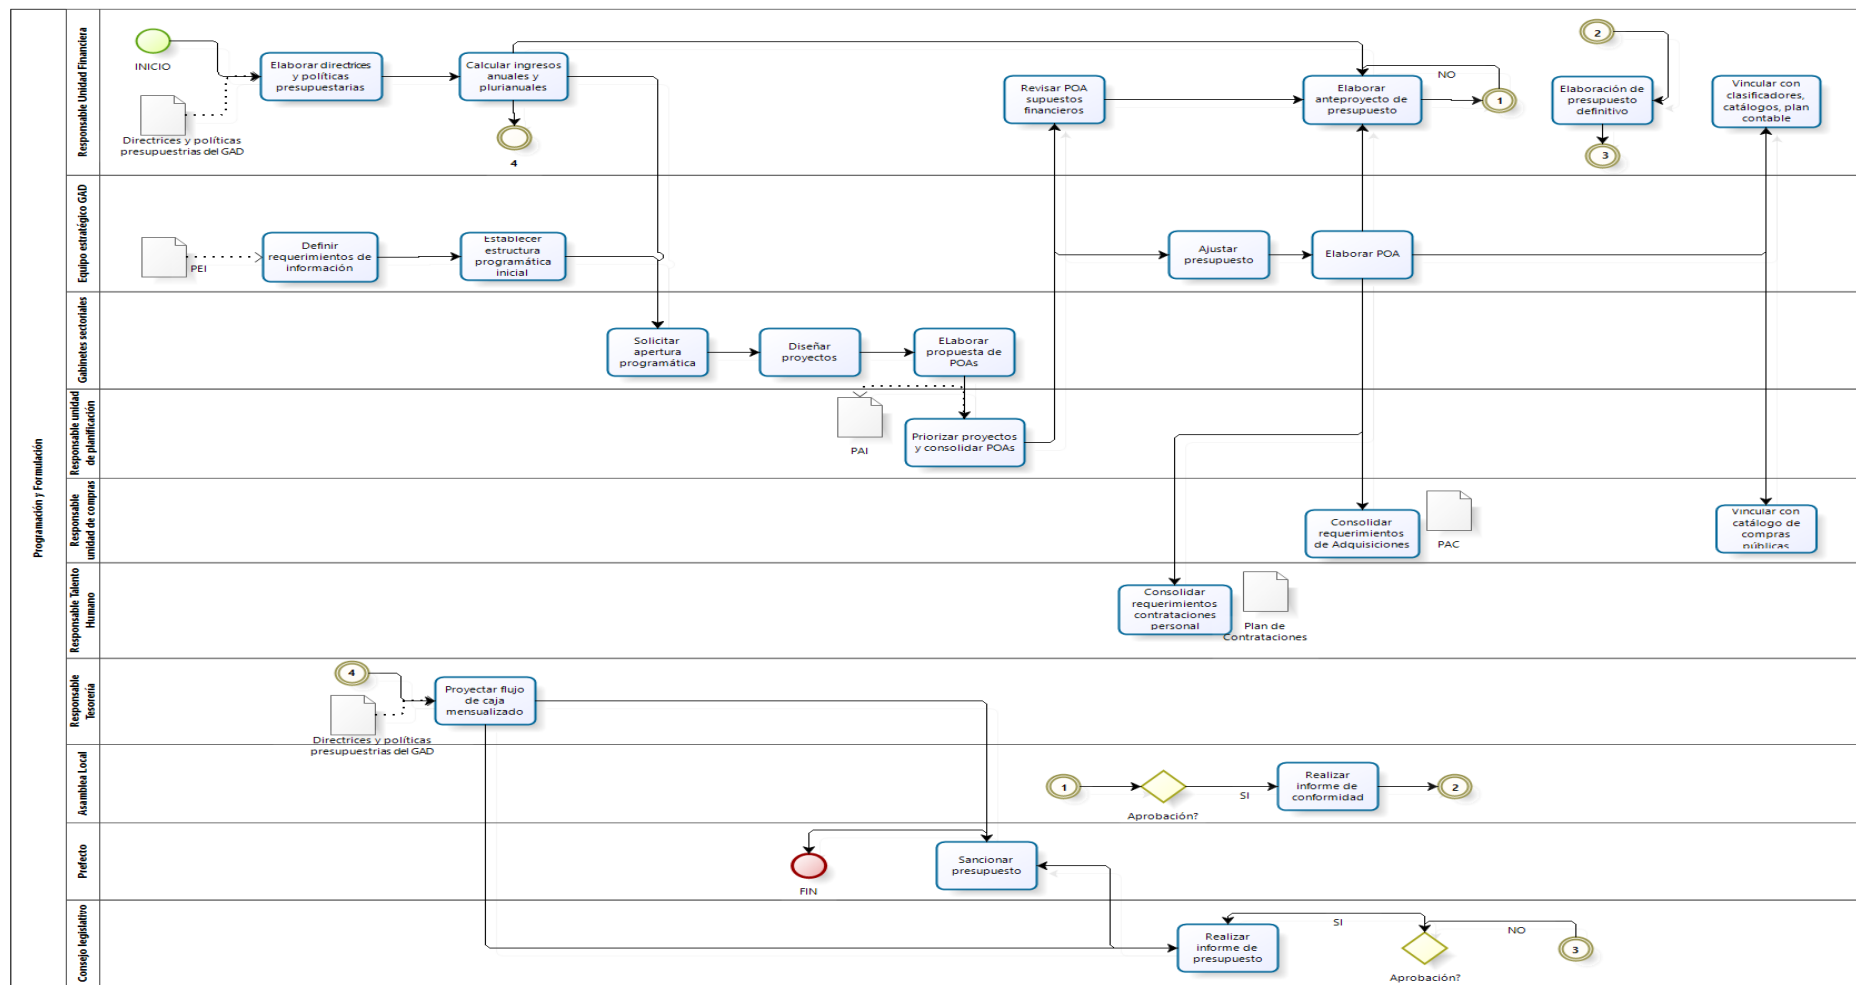 Programación y Formulación
Responsable Unidad Financiera
INICIO
Directrices y políticas
presupuestrias del GAD
Elaborar directrices
y políticas
presupuestarias
Calcular ingresos
anuales y
plurianuales
4
Revisar POA
supuestos
financieros
Elaborar
anteproyecto de
presupuesto
NO
1
2
Elaboración de
presupuesto
definitivo
3
Vincular con
clasificadores,
catálogos, plan
contable
Equipo estratégico GAD
PEI
Definir
requerimientos de
información
Establecer
estructura
programática
inicial
Ajustar
presupuesto
Elaborar POA
Gabinetes sectoriales
Solicitar
apertura
programática
Diseñar
proyectos
ELaborar
propuesta de
POAs
Responsable unidad
de planificación
PAI
Priorizar proyectos
y consolidar POAs
Responsable
unidad de compras
Consolidar
requerimientos
de Adquisiciones
PAC
Vincular con
catálogo de
compras
públicas
Responsable Talento
Humano
Consolidar
requerimientos
contrataciones
personal
Plan de
Contrataciones
Responsable
Tesorería
4
Directrices y políticas
presupuestrias del GAD
Proyectar flujo
de caja
mensualizado
Asamblea Local
1
Aprobación?
SI
Realizar
informe de
conformidad
2
Prefecto
FIN
Sancionar
presupuesto
Consejo legislativo
Realizar
informe de
presupuesto
SI
Aprobación?
NO
3